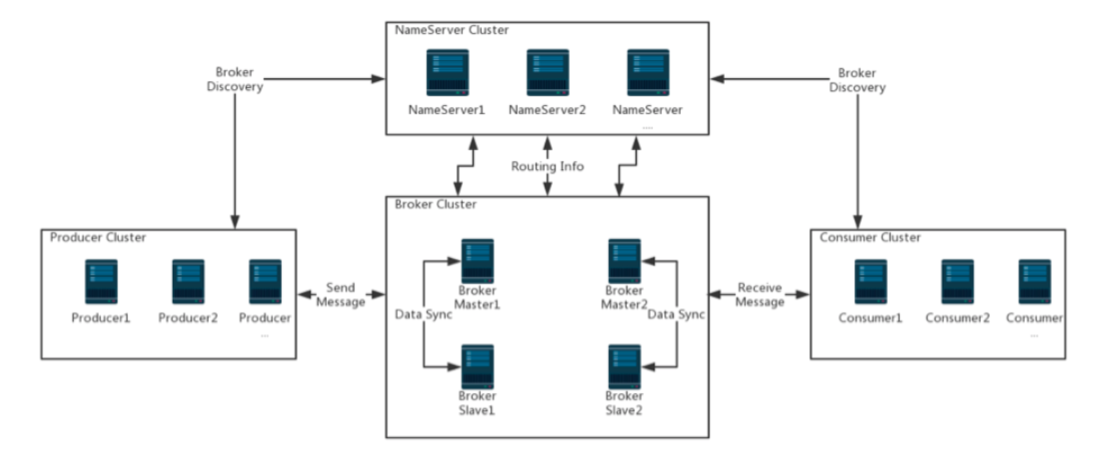 NameServer Cluster
NameServer1
NameServer2
NameServer
...
Broker
Discovery
Broker
Discovery
Routing Info
Producer Cluster
Producer1
Producer2
Producer
...
Send
Message
Broker Cluster
Broker
Master1
Broker
Master2
Data Sync
Data Sync
Broker
Slave1
Broker
Slave2
Receive
Message
Consumer Cluster
Consumer1
Consumer2
Consumer
...